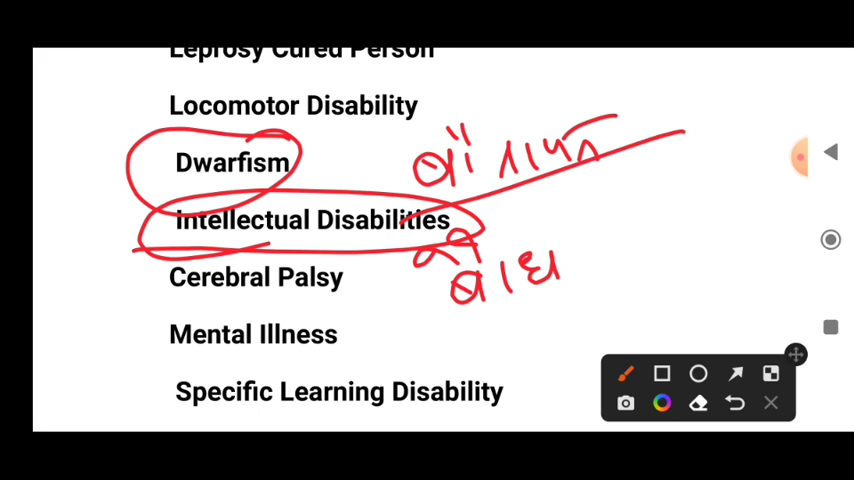 Leprosy Cured Person
Locomotor Disability
Dwarfism
Intellectual Disabilities
Cerebral Palsy
Mental Illness
Specific Learning Disability